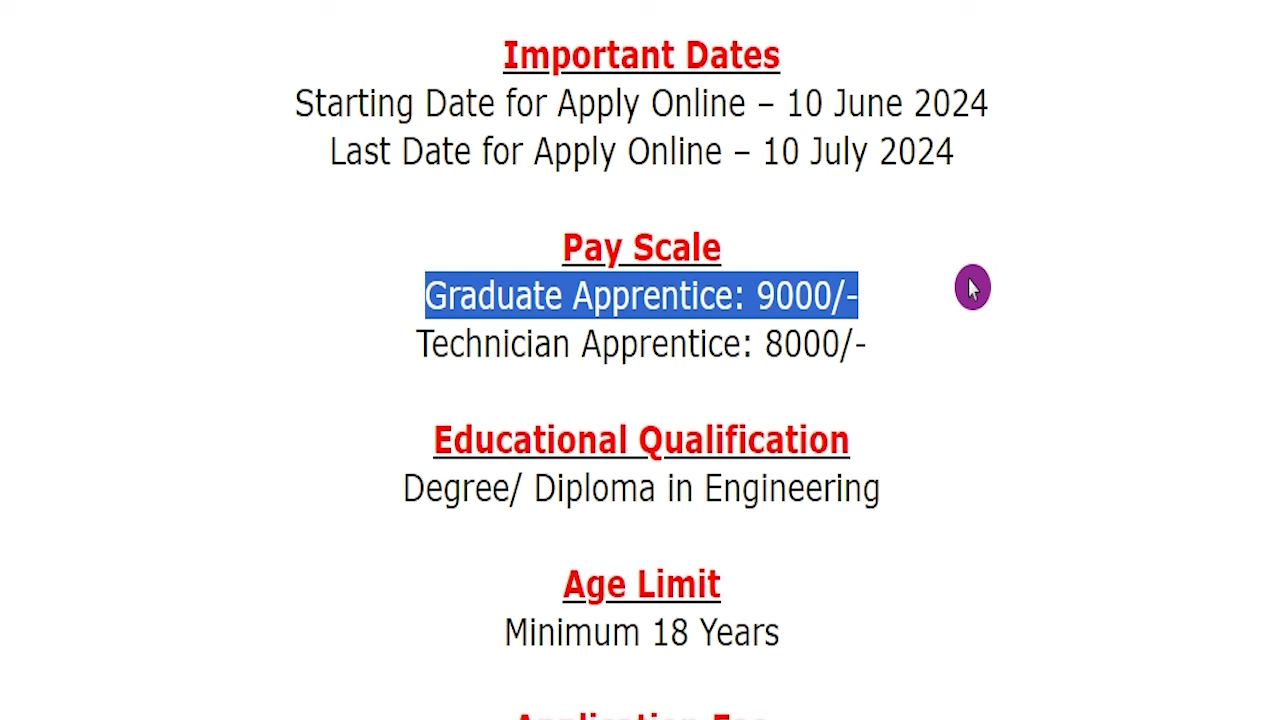 Important Dates
Starting Date for Apply Online – 10 June 2024
Last Date for Apply Online – 10 July 2024
Pay Scale
Graduate Apprentice: 9000/-
Technician Apprentice: 8000/-
Educational Qualification
Degree/ Diploma in Engineering
Age Limit
Minimum 18 Years